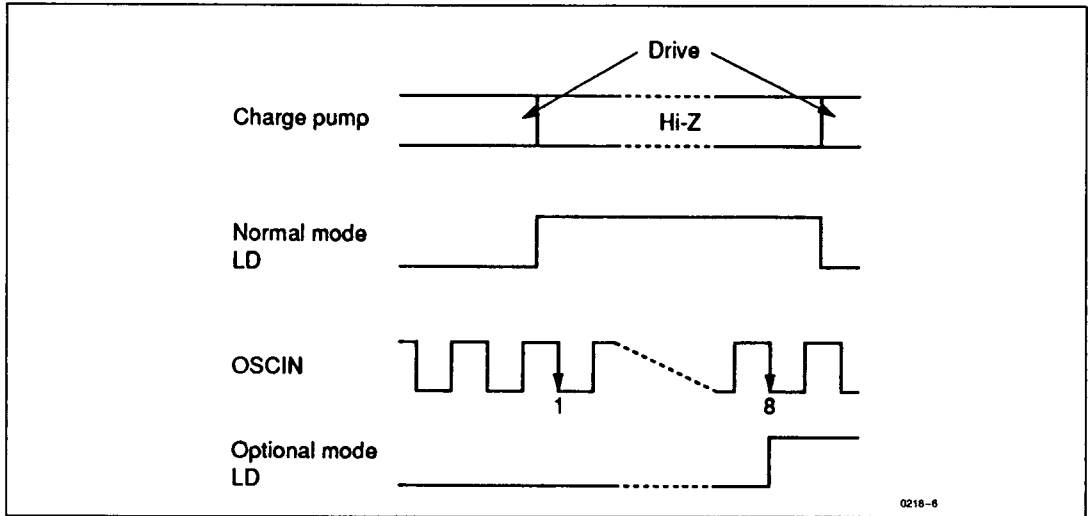 Drive
Charge pump
Hi-Z
Normal mode
LD
OSCIN
1
8
Optional mode
LD
0218-6